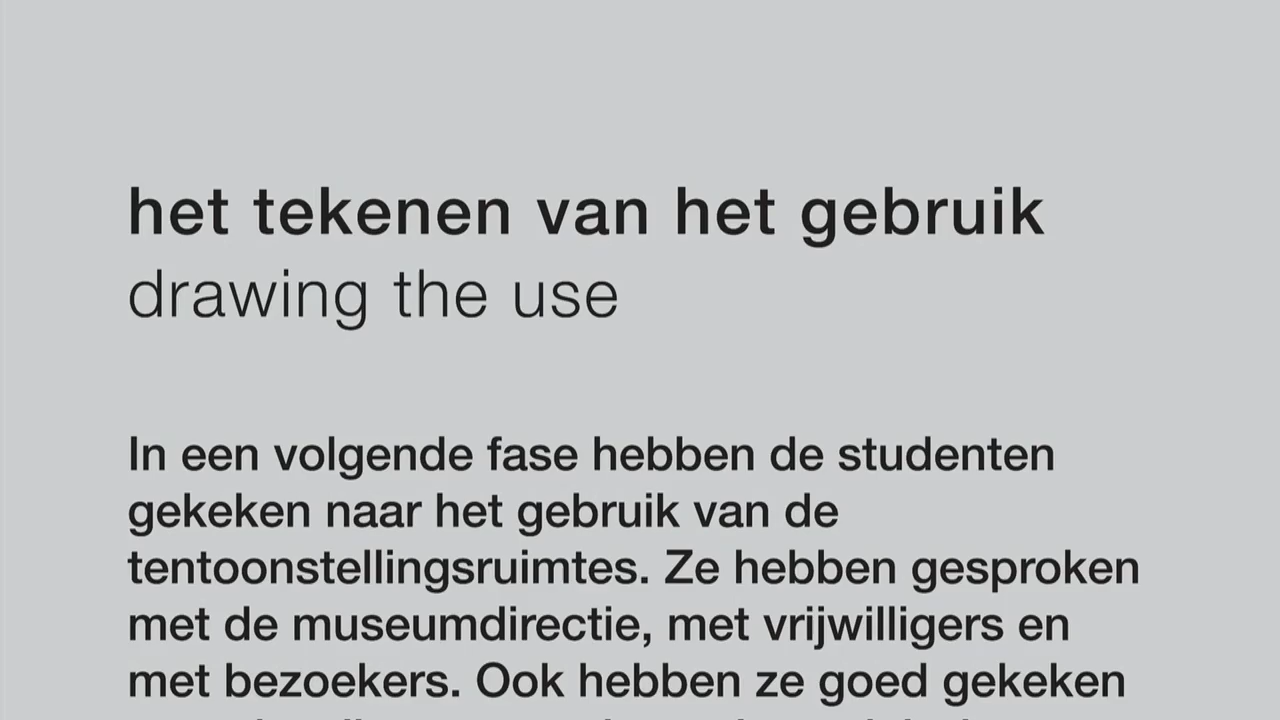 het tekenen van het gebruik
drawing the use
In een volgende fase hebben de studenten
gekeken naar het gebruik van de
tentoonstellingsruimtes. Ze hebben gesproken
met de museumdirectie, met vrijwilligers en
met bezoekers. Ook hebben ze goed gekeken